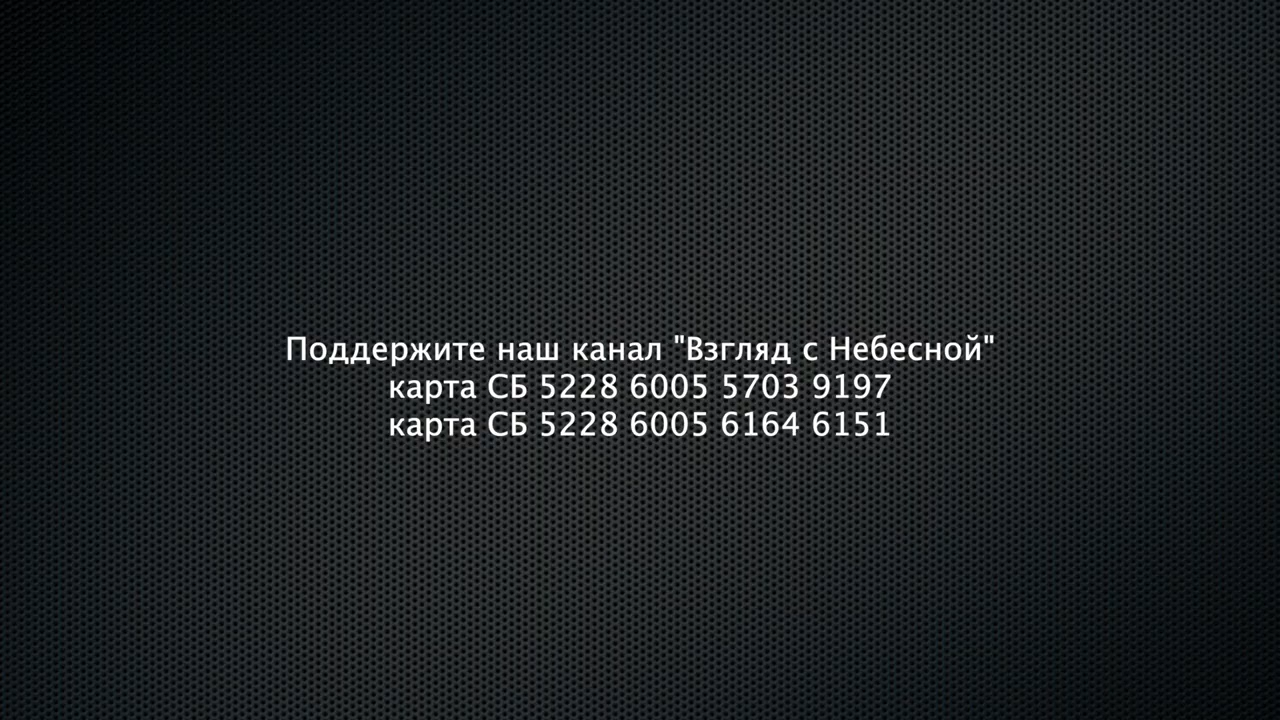 Поддержите наш канал "Взгляд с Небесной"
карта СБ 5228 6005 5703 9197
карта СБ 5228 6005 6164 6151